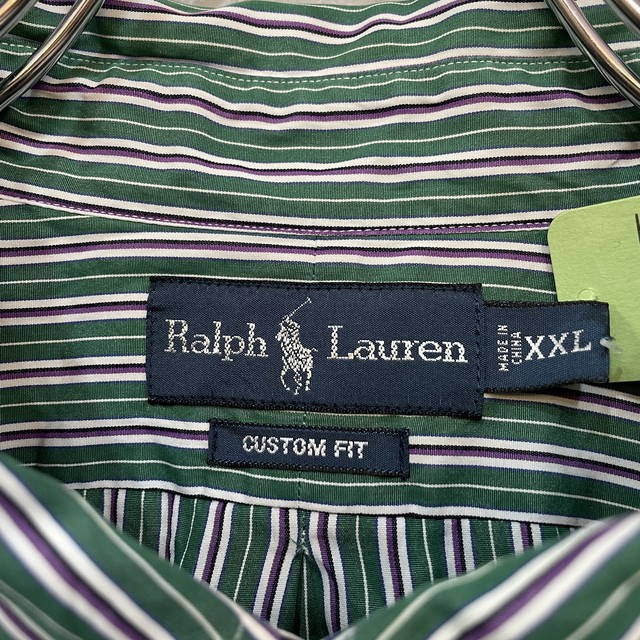 Ralph Lauren
MADE IN
CHINA
XXL
CUSTOM FIT